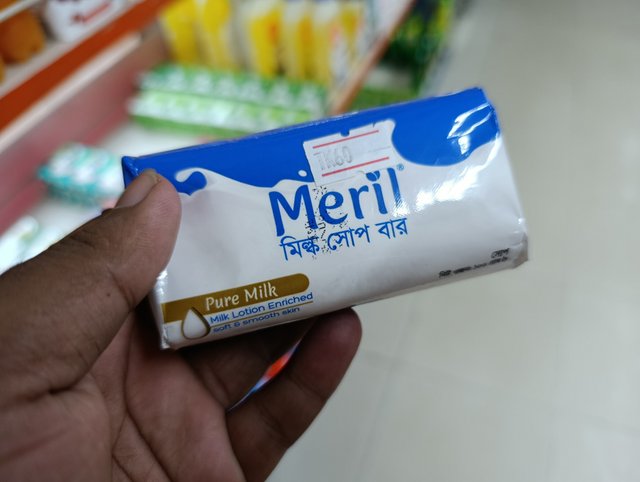 TK60
Meril®
মিল্ক সোপ বার
Pure Milk
Milk Lotion Enriched
soft & smooth skin